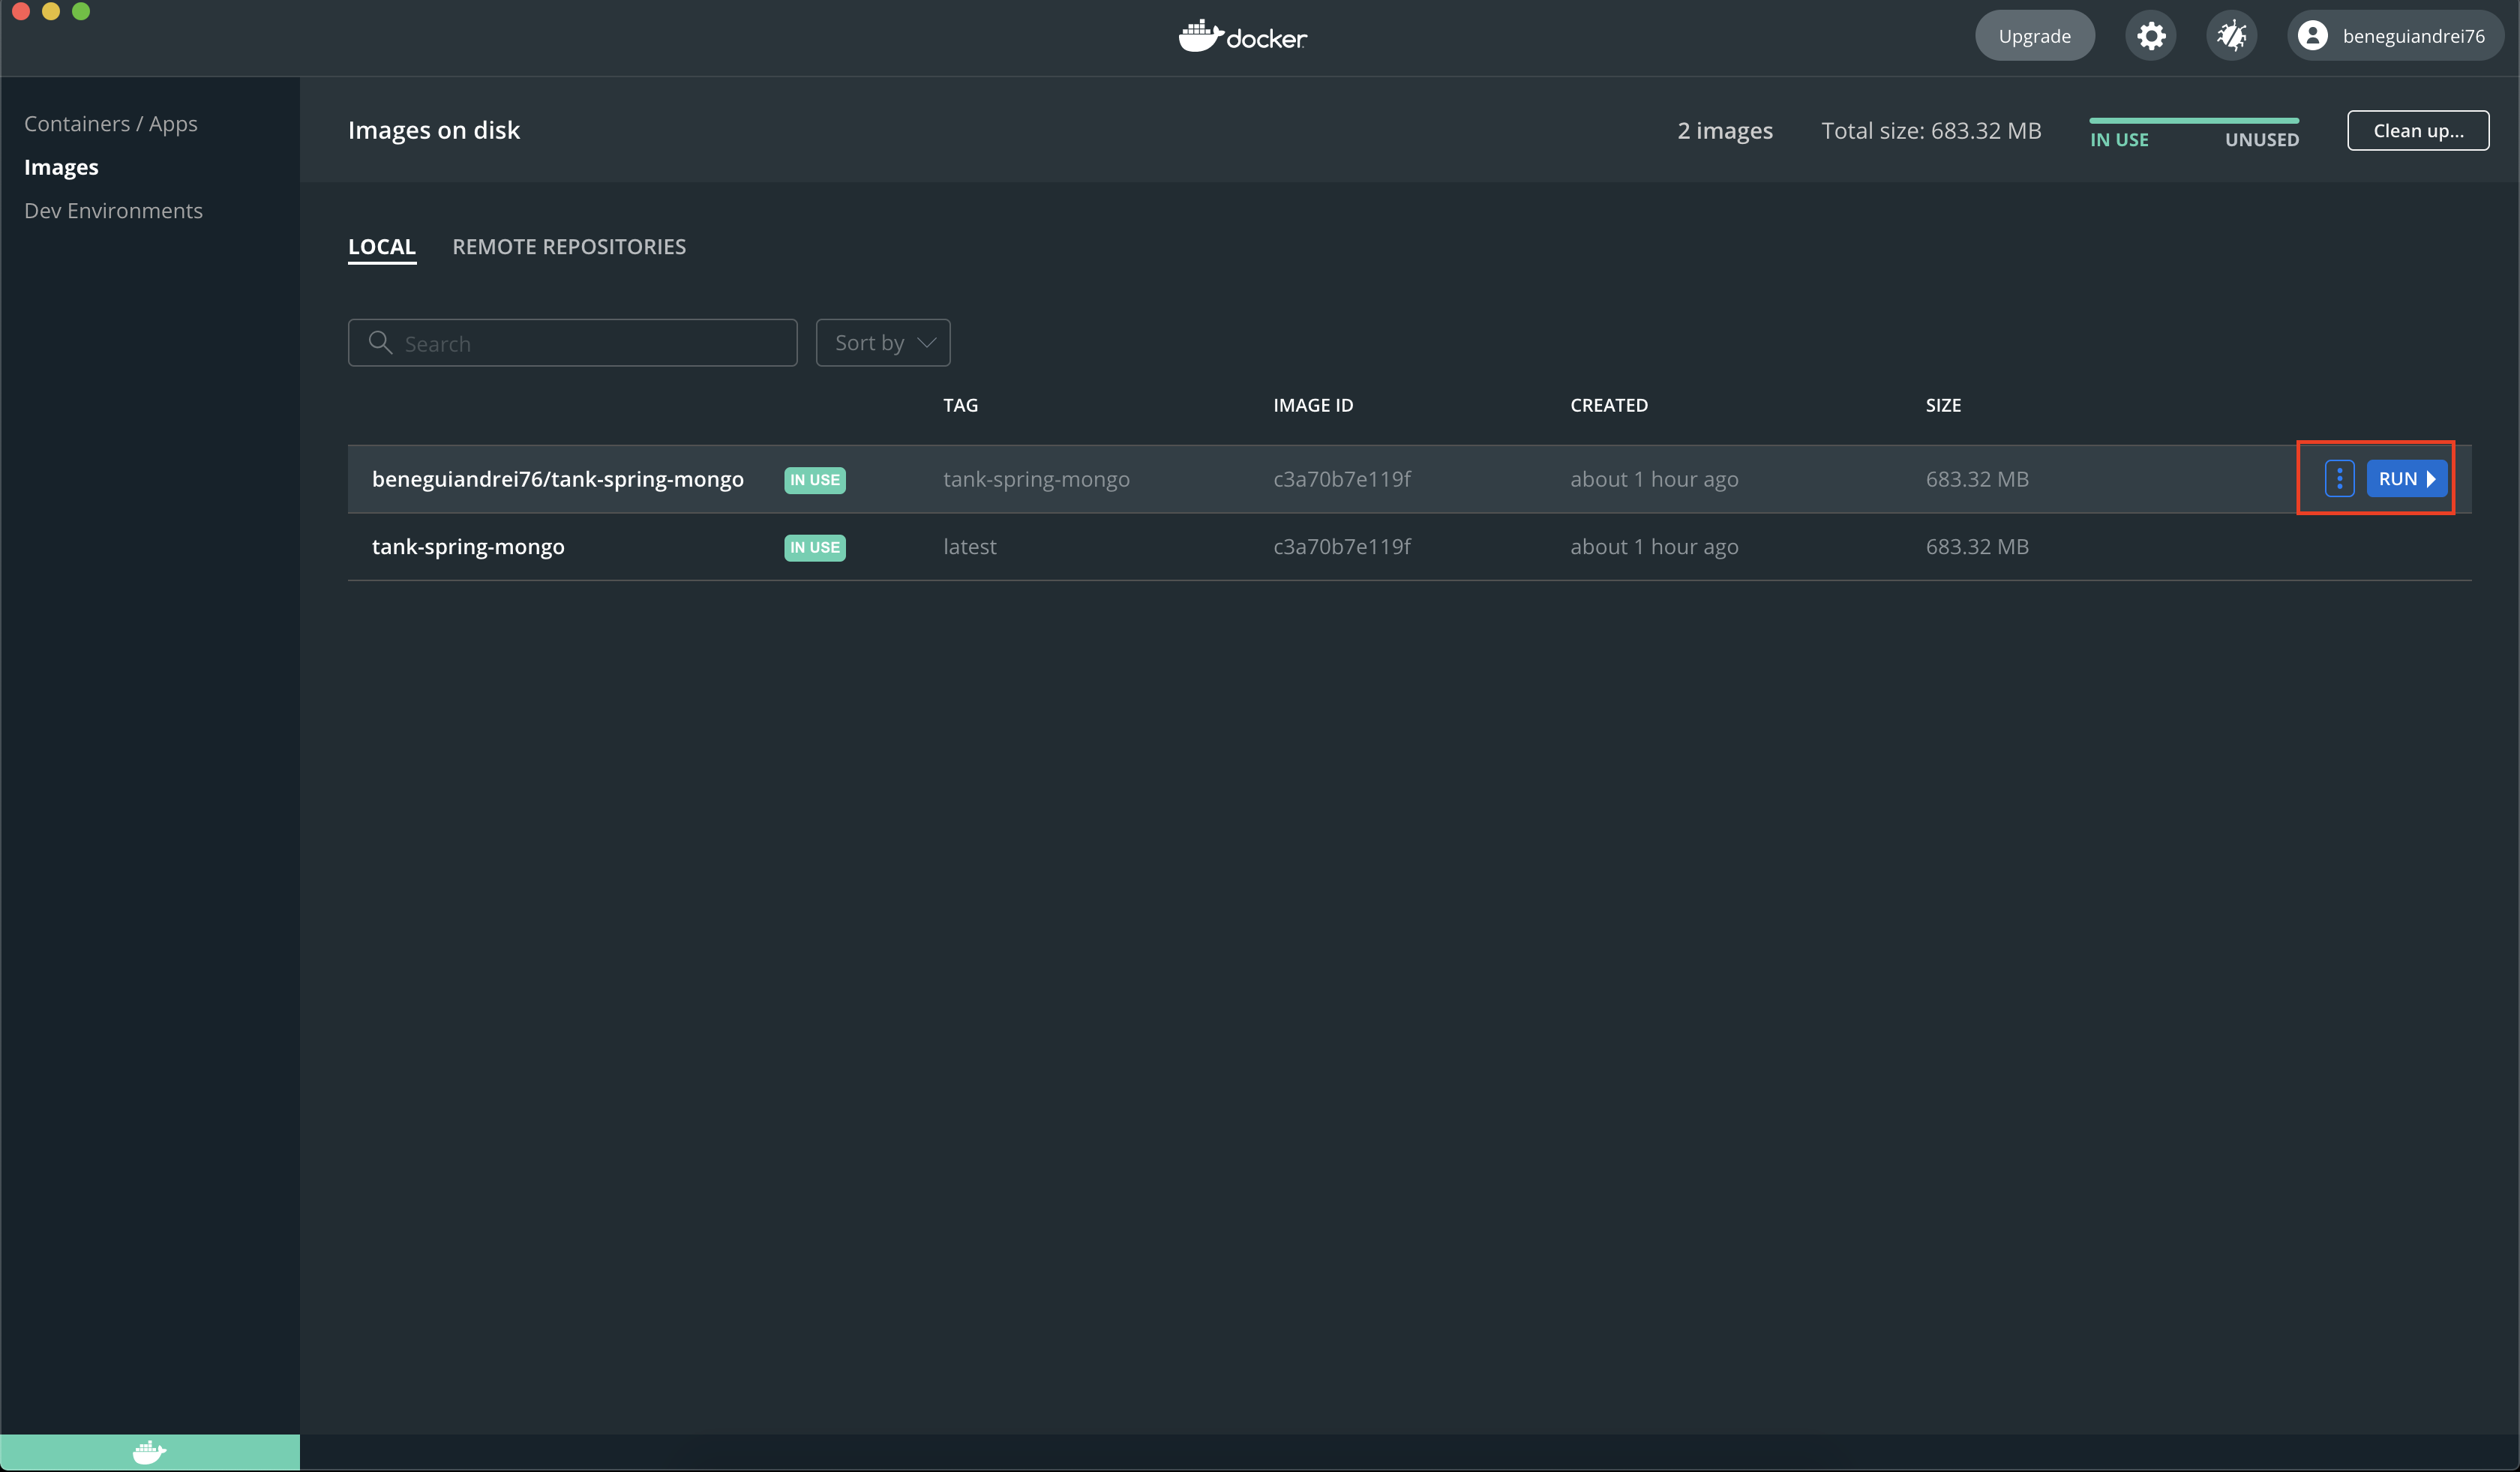 docker
Upgrade
beneguiandrei76
Containers / Apps
Images
Dev Environments
Images on disk
2 images
Total size: 683.32 MB
IN USE
UNUSED
Clean up...
LOCAL
REMOTE REPOSITORIES
Search
Sort by
TAG IMAGE ID CREATED SIZE
beneguiandrei76/tank-spring-mongo IN USE tank-spring-mongo c3a70b7e119f about 1 hour ago 683.32 MB RUN
tank-spring-mongo IN USE latest c3a70b7e119f about 1 hour ago 683.32 MB